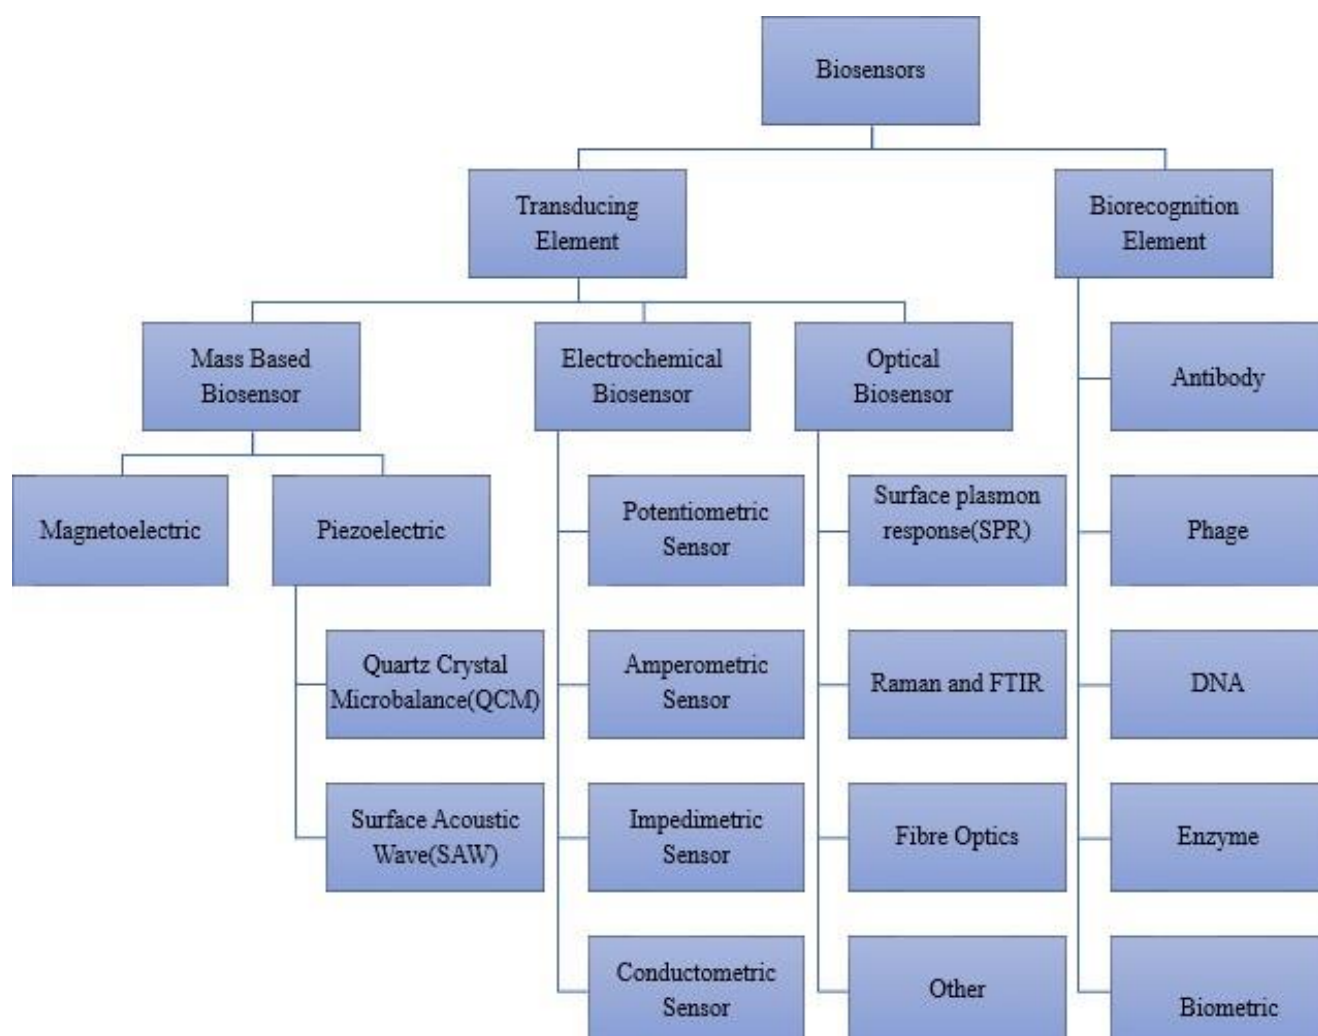 Biosensors
Transducing
Element
Biorecognition
Element
Mass Based
Biosensor
Electrochemical
Biosensor
Optical
Biosensor
Antibody
Magnetoelectric
Piezoelectric
Potentiometric
Sensor
Surface plasmon
response(SPR)
Phage
Quartz Crystal
Microbalance(QCM)
Amperometric
Sensor
Raman and FTIR
DNA
Surface Acoustic
Wave(SAW)
Impedimetric
Sensor
Fibre Optics
Enzyme
Conductometric
Sensor
Other
Biometric